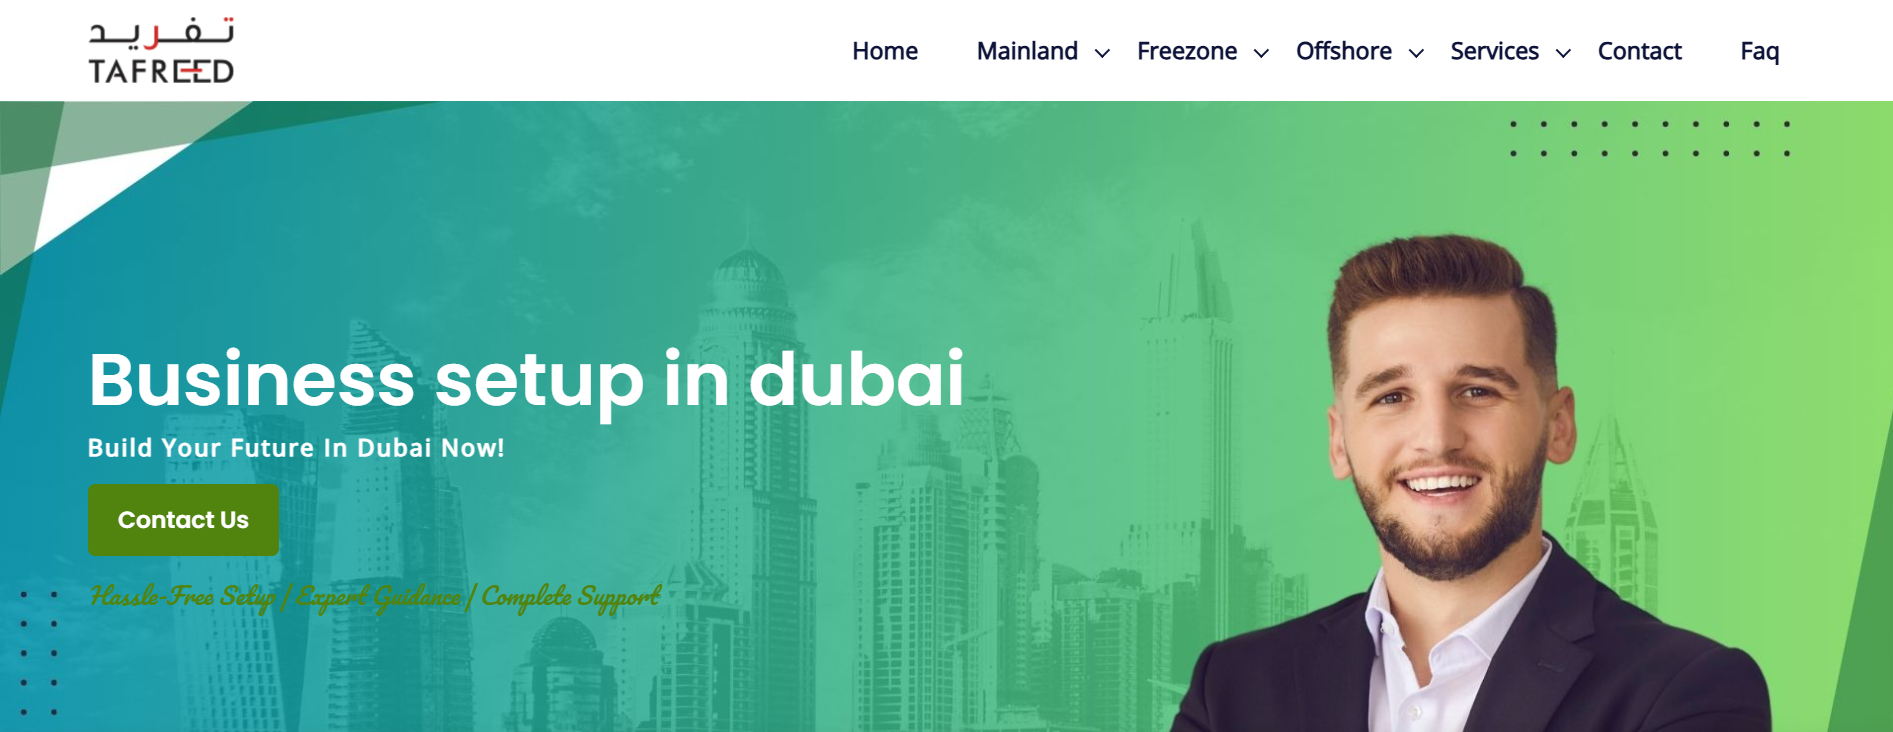 تفريد
TAFREED
Home Mainland Freezone Offshore Services Contact Faq
Business setup in dubai
Build Your Future In Dubai Now!
Contact Us
Hassle-Free Setup / Expert Guidance / Complete Support